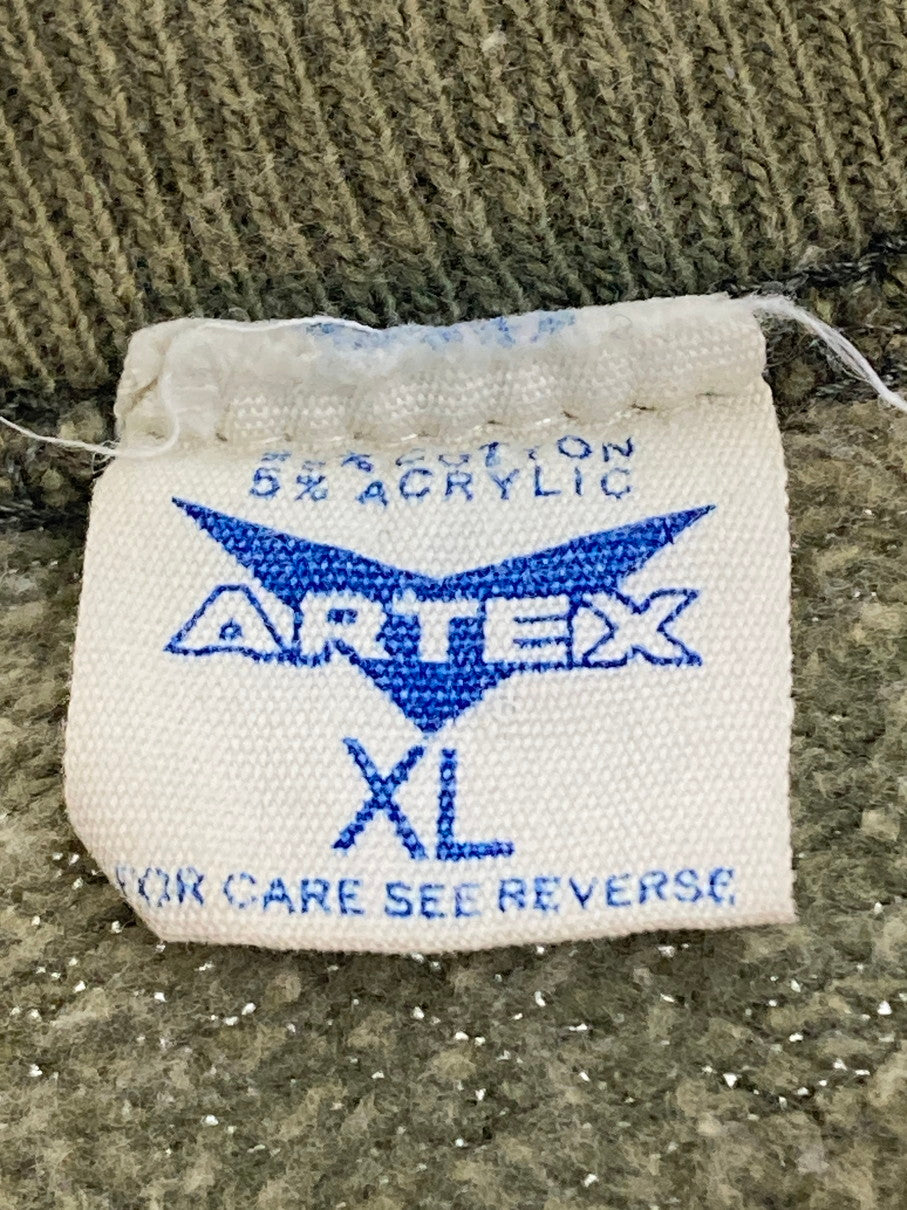 % COTTON
5% ACRYLIC
ARTEX
XL
FOR CARE SEE REVERSE